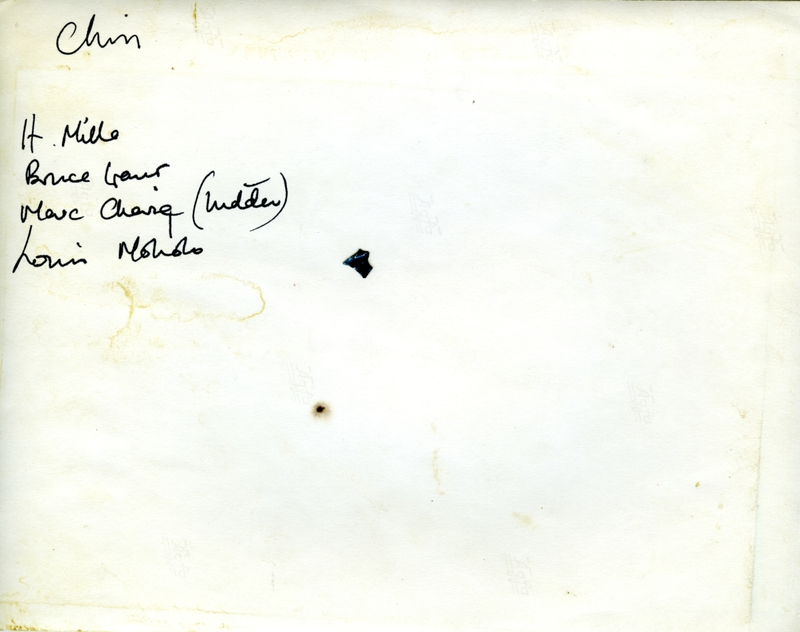 Chris
H. Miller
Bruce Grant
Marc Charig (hidden)
Louis Moholo